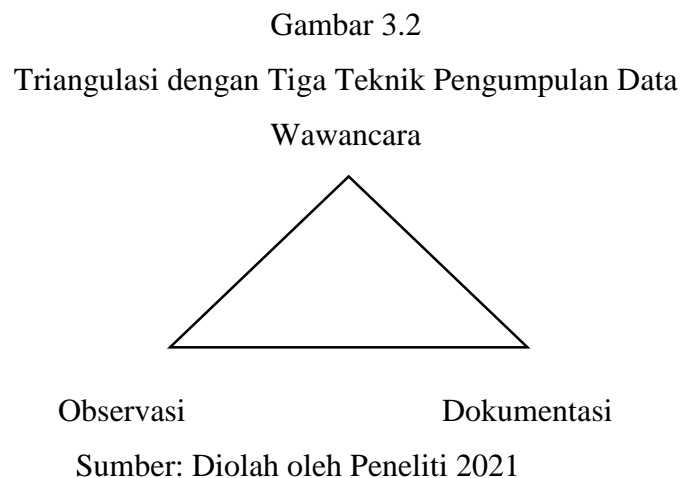 Gambar 3.2
Triangulasi dengan Tiga Teknik Pengumpulan Data
Wawancara
Observasi Dokumentasi
Sumber: Diolah oleh Peneliti 2021